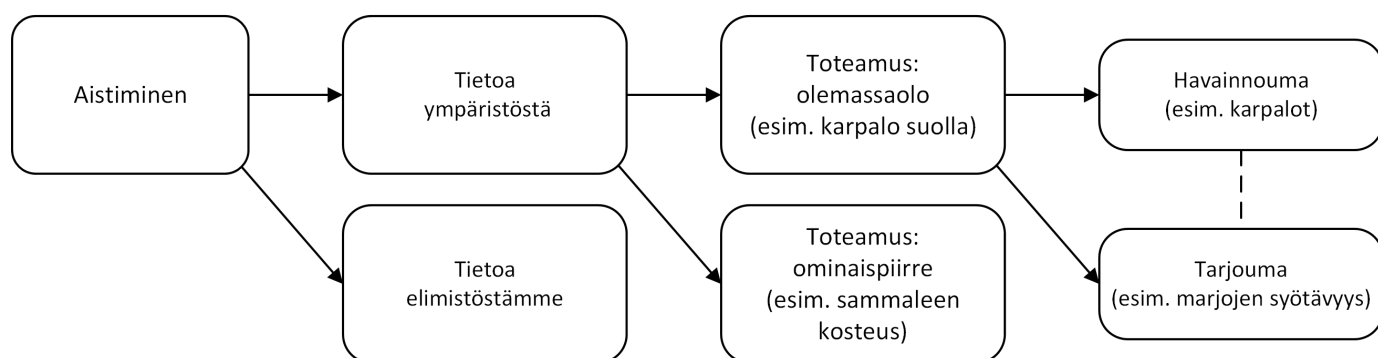 Aistiminen
Tietoa
ympäristöstä
Toteamus:
olemassaolo
(esim. karpalo suolla)
Havainnouma
(esim. karpalot)
Tietoa
elimistöstämme
Toteamus:
ominaispiirre
(esim. sammaleen
kosteus)
Tarjouma
(esim. marjojen syötävyys)